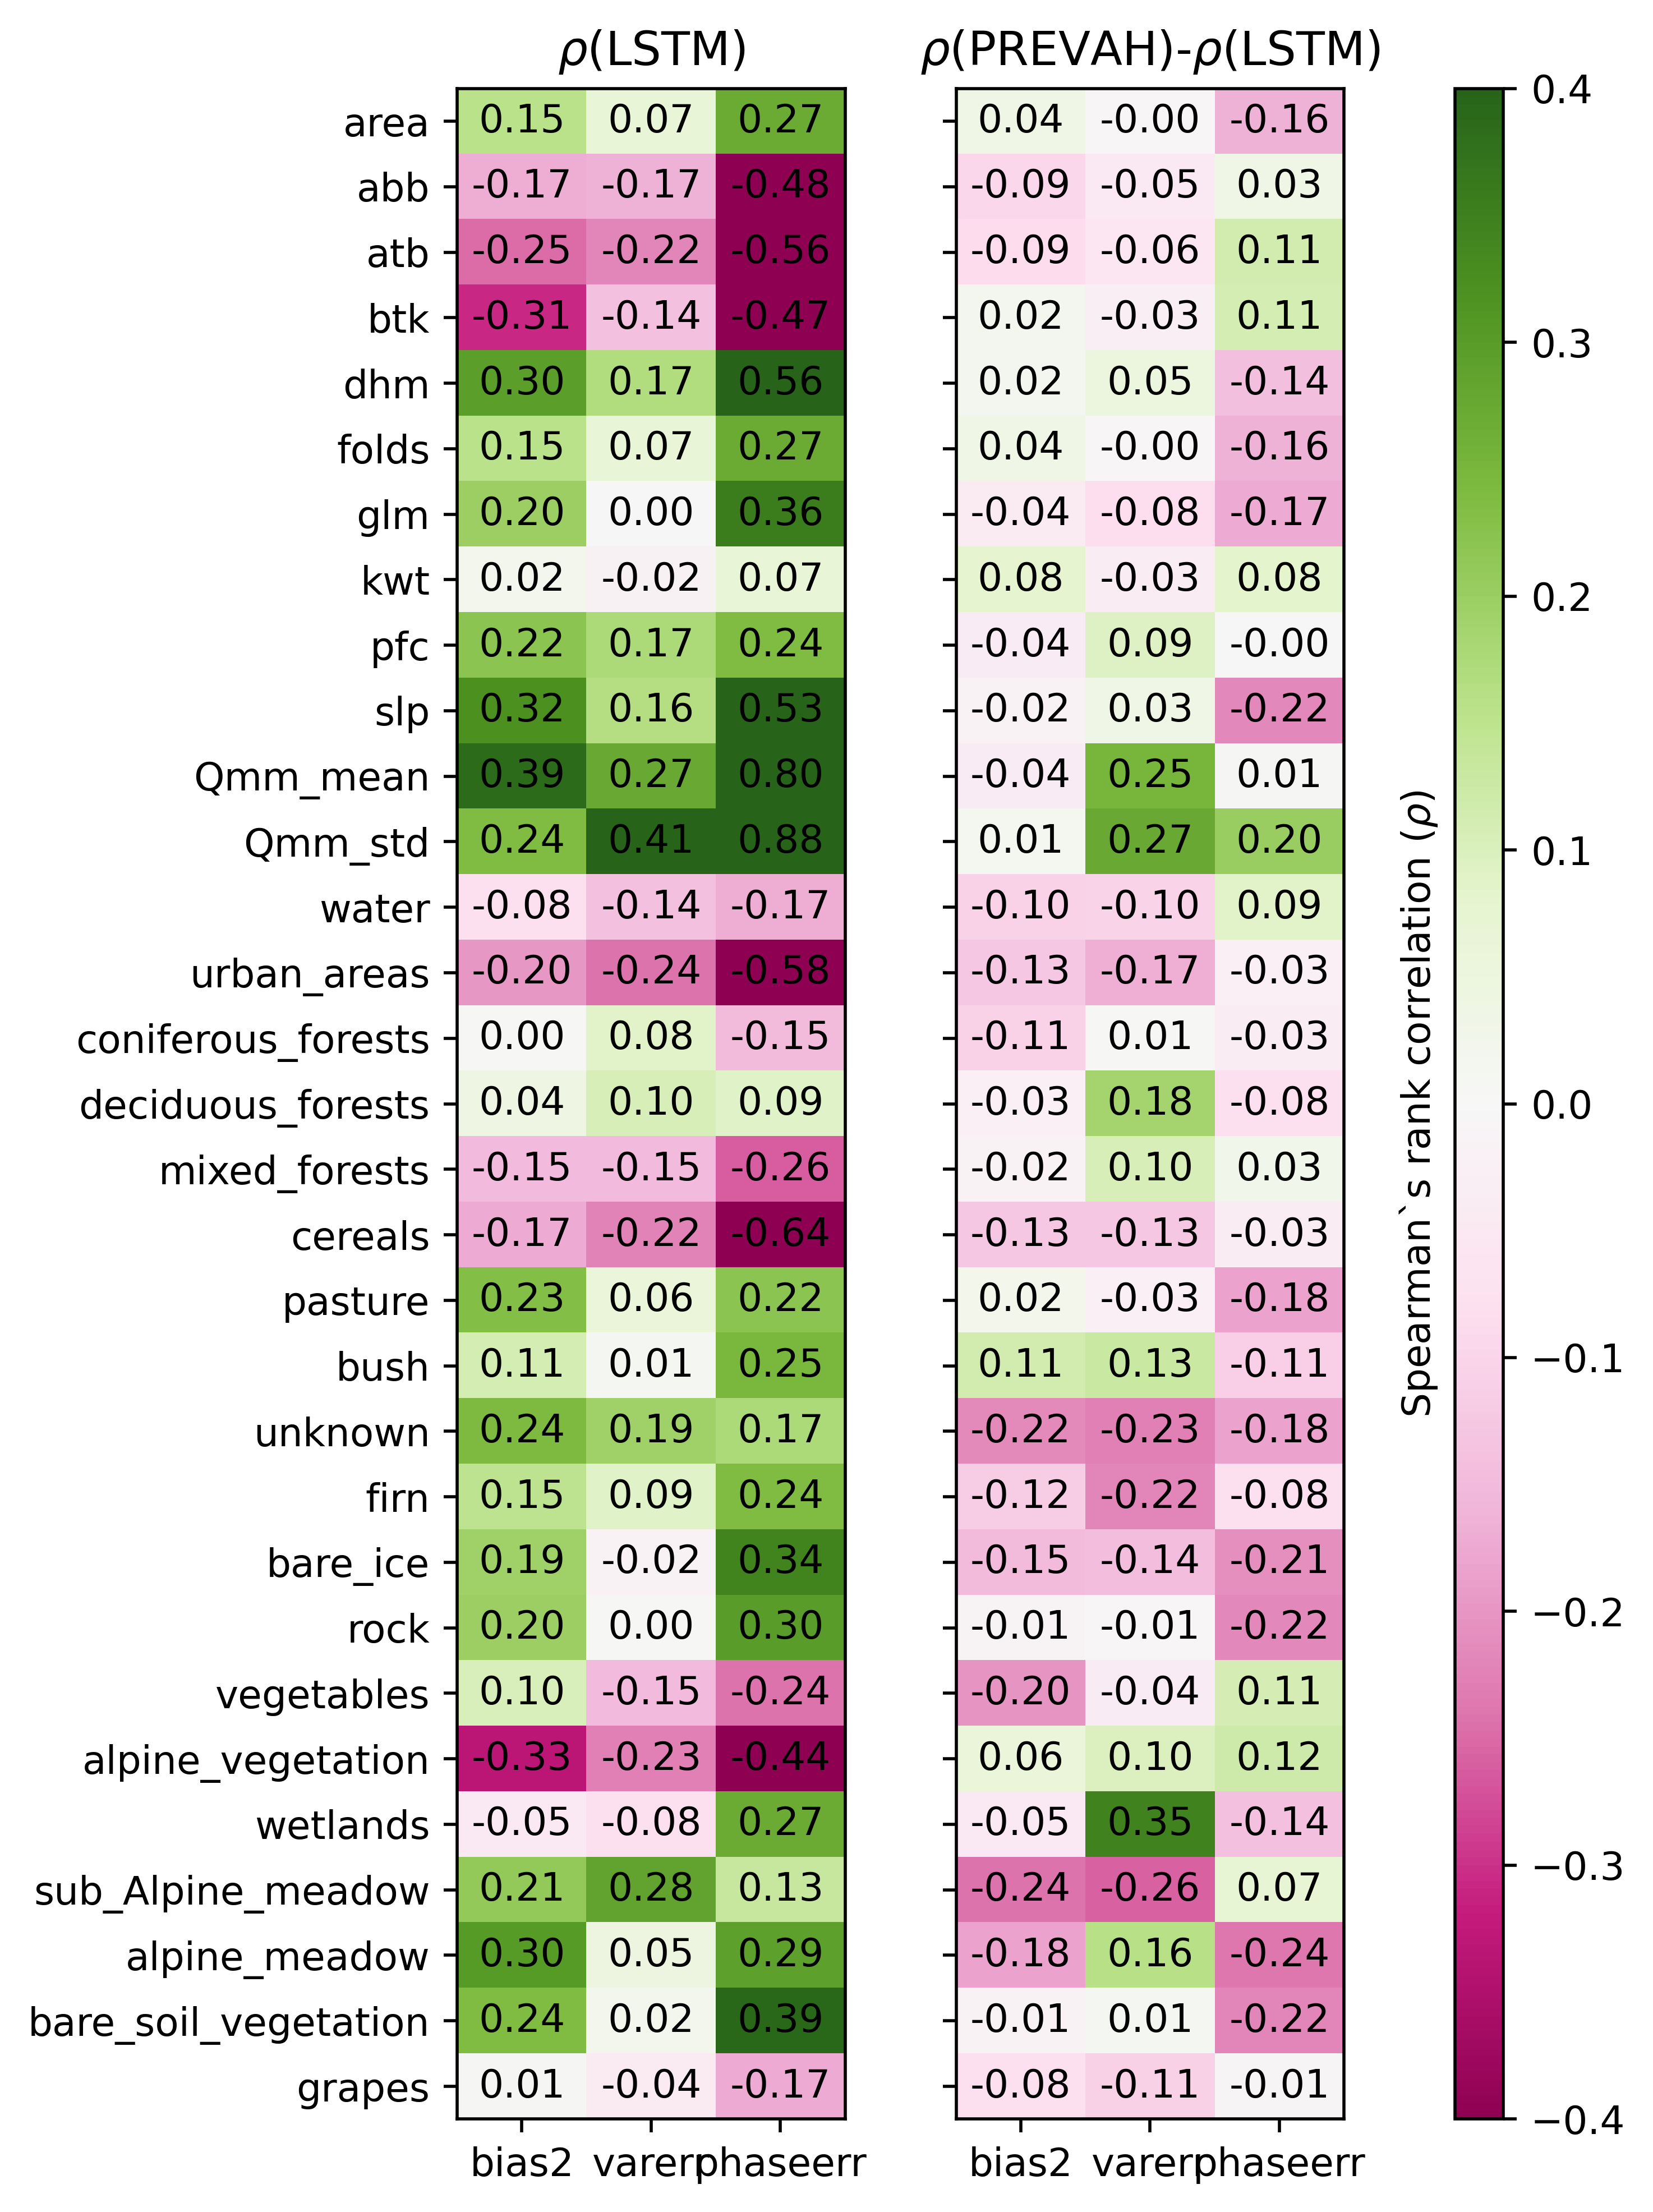 ρ(LSTM) ρ(PREVAH)-ρ(LSTM)
area 0.15 0.07 0.27 0.04 -0.00 -0.16
abb -0.17 -0.17 -0.48 -0.09 -0.05 0.03
atb -0.25 -0.22 -0.56 -0.09 -0.06 0.11
btk -0.31 -0.14 -0.47 0.02 -0.03 0.11
dhm 0.30 0.17 0.56 0.02 0.05 -0.14
folds 0.15 0.07 0.27 0.04 -0.00 -0.16
glm 0.20 0.00 0.36 -0.04 -0.08 -0.17
kwt 0.02 -0.02 0.07 0.08 -0.03 0.08
pfc 0.22 0.17 0.24 -0.04 0.09 -0.00
slp 0.32 0.16 0.53 -0.02 0.03 -0.22
Qmm_mean 0.39 0.27 0.80 -0.04 0.25 0.01
Qmm_std 0.24 0.41 0.88 0.01 0.27 0.20
water -0.08 -0.14 -0.17 -0.10 -0.10 0.09
urban_areas -0.20 -0.24 -0.58 -0.13 -0.17 -0.03
coniferous_forests 0.00 0.08 -0.15 -0.11 0.01 -0.03
deciduous_forests 0.04 0.10 0.09 -0.03 0.18 -0.08
mixed_forests -0.15 -0.15 -0.26 -0.02 0.10 0.03
cereals -0.17 -0.22 -0.64 -0.13 -0.13 -0.03
pasture 0.23 0.06 0.22 0.02 -0.03 -0.18
bush 0.11 0.01 0.25 0.11 0.13 -0.11
unknown 0.24 0.19 0.17 -0.22 -0.23 -0.18
firn 0.15 0.09 0.24 -0.12 -0.22 -0.08
bare_ice 0.19 -0.02 0.34 -0.15 -0.14 -0.21
rock 0.20 0.00 0.30 -0.01 -0.01 -0.22
vegetables 0.10 -0.15 -0.24 -0.20 -0.04 0.11
alpine_vegetation -0.33 -0.23 -0.44 0.06 0.10 0.12
wetlands -0.05 -0.08 0.27 -0.05 0.35 -0.14
sub_Alpine_meadow 0.21 0.28 0.13 -0.24 -0.26 0.07
alpine_meadow 0.30 0.05 0.29 -0.18 0.16 -0.24
bare_soil_vegetation 0.24 0.02 0.39 -0.01 0.01 -0.22
grapes 0.01 -0.04 -0.17 -0.08 -0.11 -0.01
bias2 varerr phaseerr bias2 varerr phaseerr
Spearman`s rank correlation (ρ)
0.4
0.3
0.2
0.1
0.0
−0.1
−0.2
−0.3
−0.4